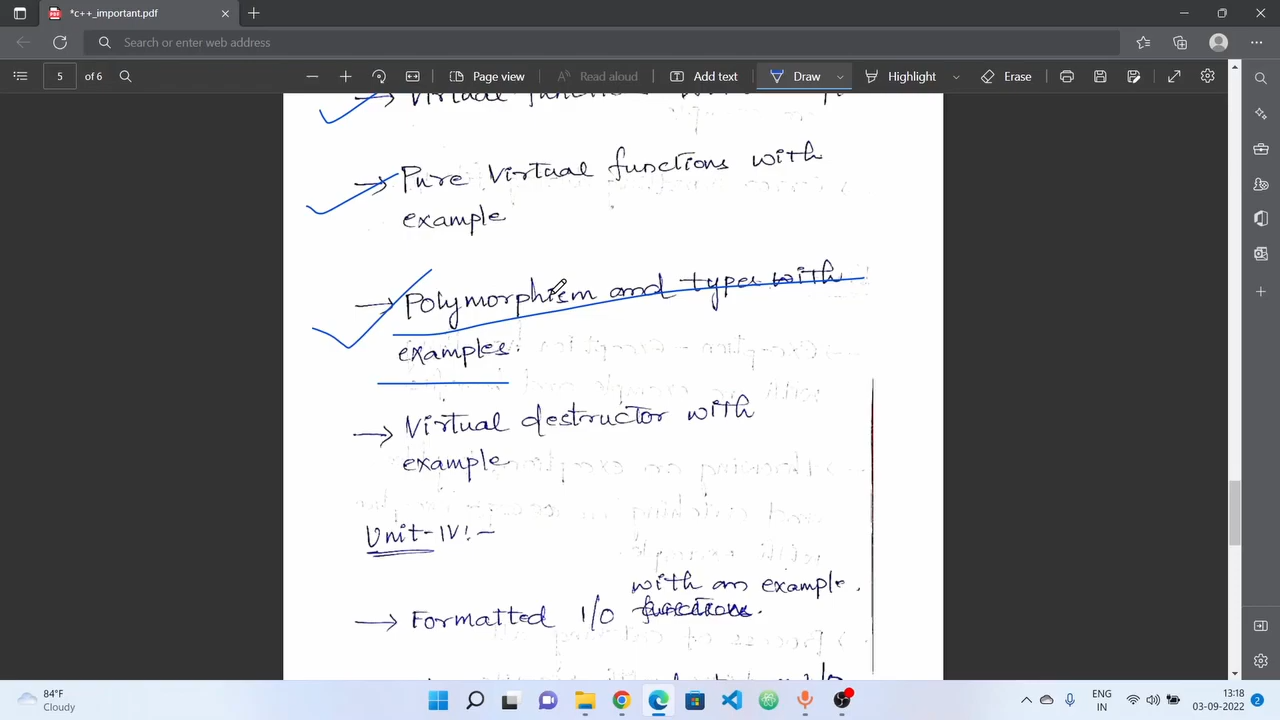 *c++_important.pdf
Search or enter web address
5 of 6 Page view Read aloud Add text Draw Highlight Erase
Virtual
→ Pure Virtual functions with
example
→ Polymorphism and types with
examples.
→ Virtual destructor with
example
Unit-IV:-
with an example.
→ Formatted I/O functions.
84°F
Cloudy
ENG
IN
13:18
03-09-2022
2